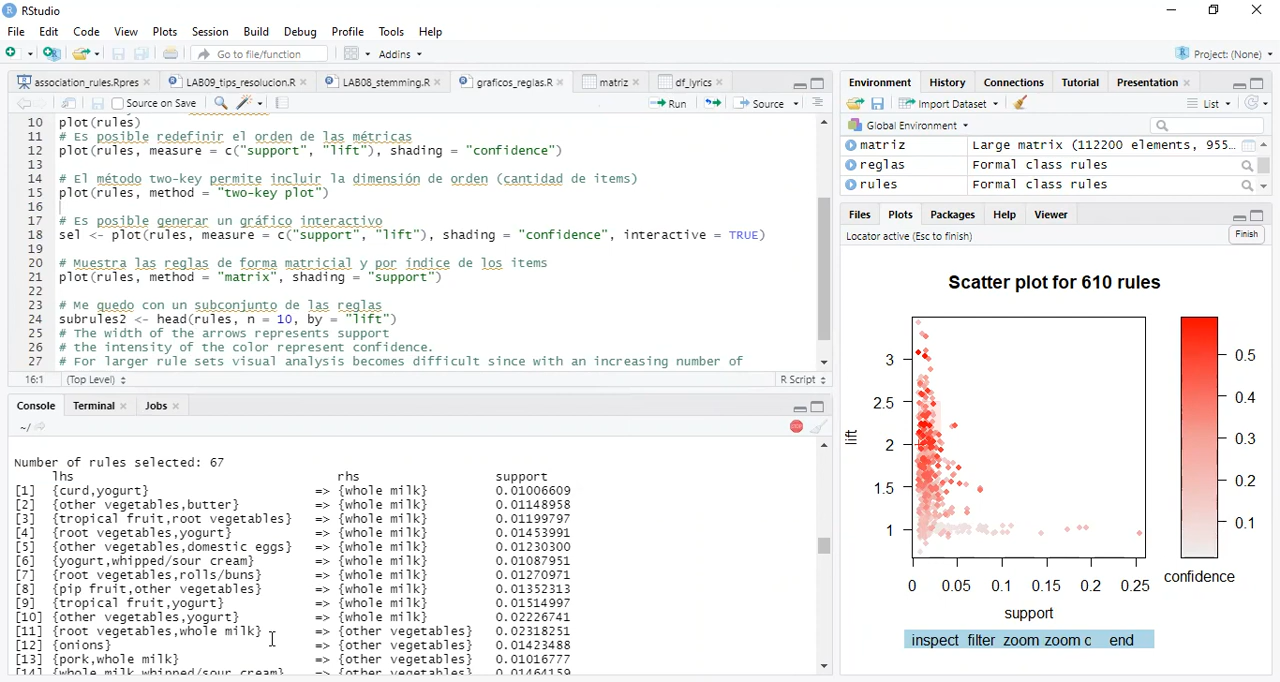 RStudio
File Edit Code View Plots Session Build Debug Profile Tools Help
Go to file/function Addins Project: (None)
association_rules.Rpres LAB09_tips_resolucion.R LAB08_stemming.R graficos_reglas.R matriz df_lyrics
Source on Save Run Source
10 plot(rules)
11 # Es posible redefinir el orden de las métricas
12 plot(rules, measure = c("support", "lift"), shading = "confidence")
13
14 # El método two-key permite incluir la dimensión de orden (cantidad de items)
15 plot(rules, method = "two-key plot")
16
17 # Es posible generar un gráfico interactivo
18 sel <- plot(rules, measure = c("support", "lift"), shading = "confidence", interactive = TRUE)
19
20 # Muestra las reglas de forma matricial y por indice de los items
21 plot(rules, method = "matrix", shading = "support")
22
23 # Me quedo con un subconjunto de las reglas
24 subrules2 <- head(rules, n = 10, by = "lift")
25 # The width of the arrows represents support
26 # the intensity of the color represent confidence.
27 # For larger rule sets visual analysis becomes difficult since with an increasing number of
16:1 (Top Level) R Script
Console Terminal Jobs
~/
Number of rules selected: 67
lhs rhs support
[1] {curd,yogurt} => {whole milk} 0.01006609
[2] {other vegetables,butter} => {whole milk} 0.01148958
[3] {tropical fruit,root vegetables} => {whole milk} 0.01199797
[4] {root vegetables,yogurt} => {whole milk} 0.01453991
[5] {other vegetables,domestic eggs} => {whole milk} 0.01230300
[6] {yogurt,whipped/sour cream} => {whole milk} 0.01087951
[7] {root vegetables,rolls/buns} => {whole milk} 0.01270971
[8] {pip fruit,other vegetables} => {whole milk} 0.01352313
[9] {tropical fruit,yogurt} => {whole milk} 0.01514997
[10] {other vegetables,yogurt} => {whole milk} 0.02226741
[11] {root vegetables,whole milk} => {other vegetables} 0.02318251
[12] {onions} => {other vegetables} 0.01423488
[13] {pork,whole milk} => {other vegetables} 0.01016777
[14] {whole milk,whipped/sour cream} => {other vegetables} 0.01464159
Environment History Connections Tutorial Presentation
Import Dataset List
Global Environment
matriz Large matrix (112200 elements, 955...
reglas Formal class rules
rules Formal class rules
Files Plots Packages Help Viewer
Locator active (Esc to finish) Finish
Scatter plot for 610 rules
lift
3
2.5
2
1.5
1
0 0.05 0.1 0.15 0.2 0.25
support
0.5
0.4
0.3
0.2
0.1
confidence
inspect filter zoom zoom c end